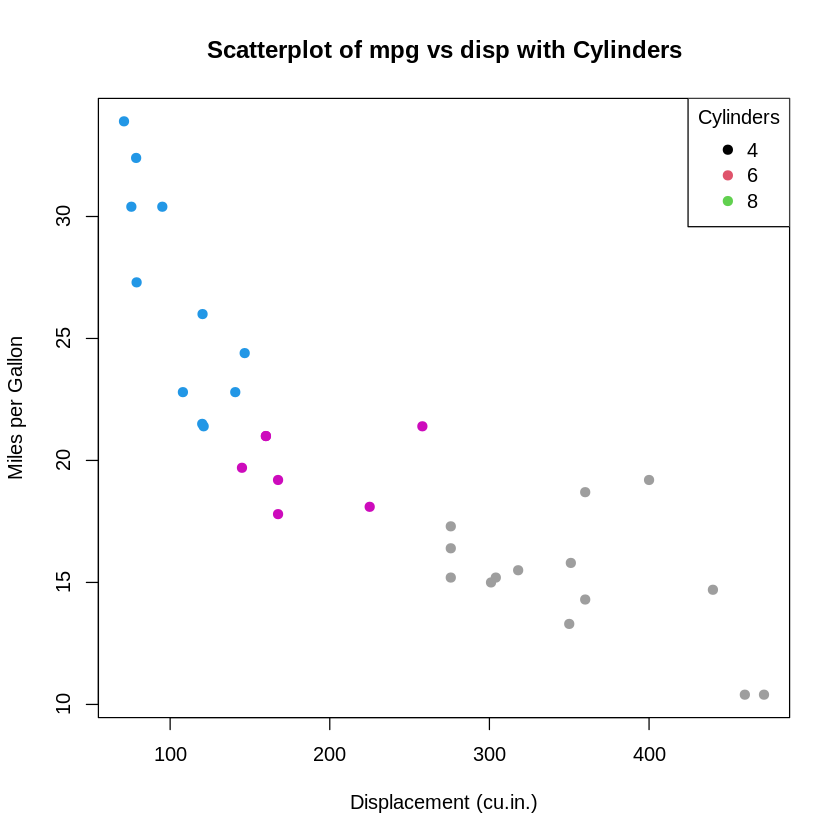 Scatterplot of mpg vs disp with Cylinders
Cylinders
4
6
8
30
25
20
15
10
Miles per Gallon
100 200 300 400
Displacement (cu.in.)